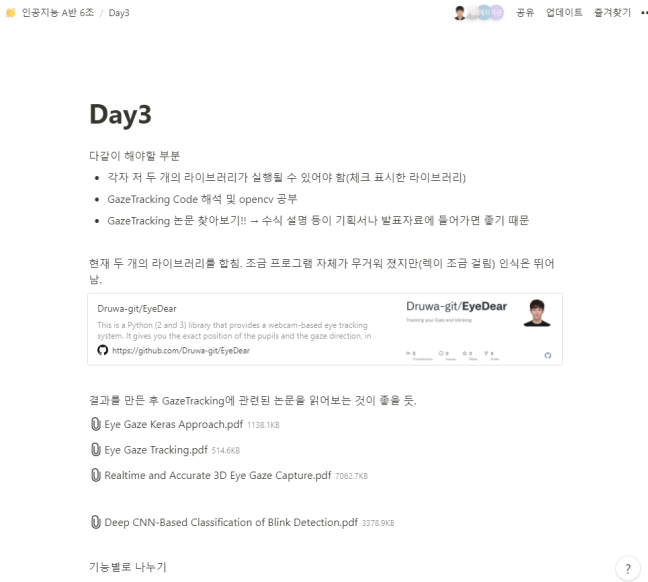 인공지능 A반 6조 / Day3
공유 업데이트 즐겨찾기
Day3
다같이 해야할 부분
• 각자 저 두 개의 라이브러리가 실행될 수 있어야 함(체크 표시한 라이브러리)
• GazeTracking Code 해석 및 opencv 공부
• GazeTracking 논문 찾아보기!! → 수식 설명 등이 기획서나 발표자료에 들어가면 좋기 때문
현재 두 개의 라이브러리를 합침. 조금 프로그램 자체가 무거워 졌지만(렉이 조금 걸림) 인식은 뛰어
남.
Druwa-git/EyeDear
This is a Python (2 and 3) library that provides a webcam-based eye tracking
system. It gives you the exact position of the pupils and the gaze direction, in
https://github.com/Druwa-git/EyeDear
Druwa-git/EyeDear
Tracking your Eyes and blinking
결과를 만든 후 GazeTracking에 관련된 논문을 읽어보는 것이 좋을 듯.
Eye Gaze Keras Approach.pdf 1138.1KB
Eye Gaze Tracking.pdf 514.6KB
Realtime and Accurate 3D Eye Gaze Capture.pdf 7062.7KB
Deep CNN-Based Classification of Blink Detection.pdf 3378.9KB
기능별로 나누기
?